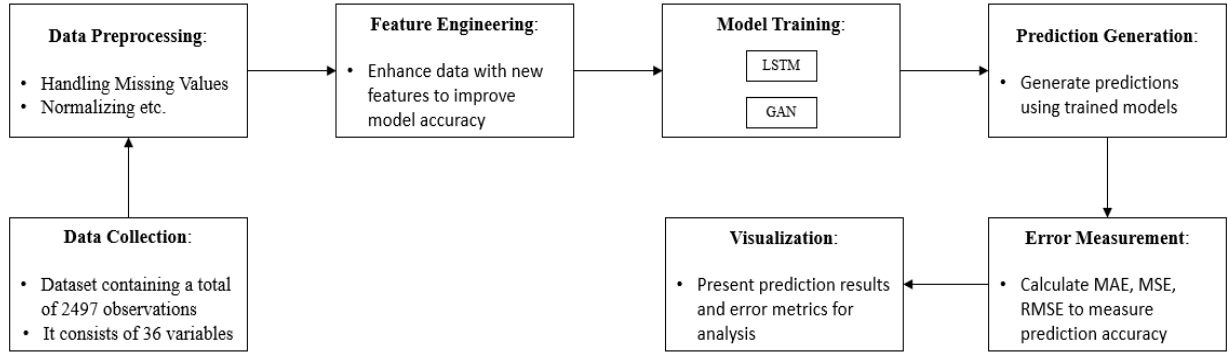 Data Preprocessing:
• Handling Missing Values
• Normalizing etc.
Feature Engineering:
• Enhance data with new
features to improve
model accuracy
Model Training:
LSTM
GAN
Prediction Generation:
• Generate predictions
using trained models
Data Collection:
• Dataset containing a total
of 2497 observations
• It consists of 36 variables
Visualization:
• Present prediction results
and error metrics for
analysis
Error Measurement:
• Calculate MAE, MSE,
RMSE to measure
prediction accuracy